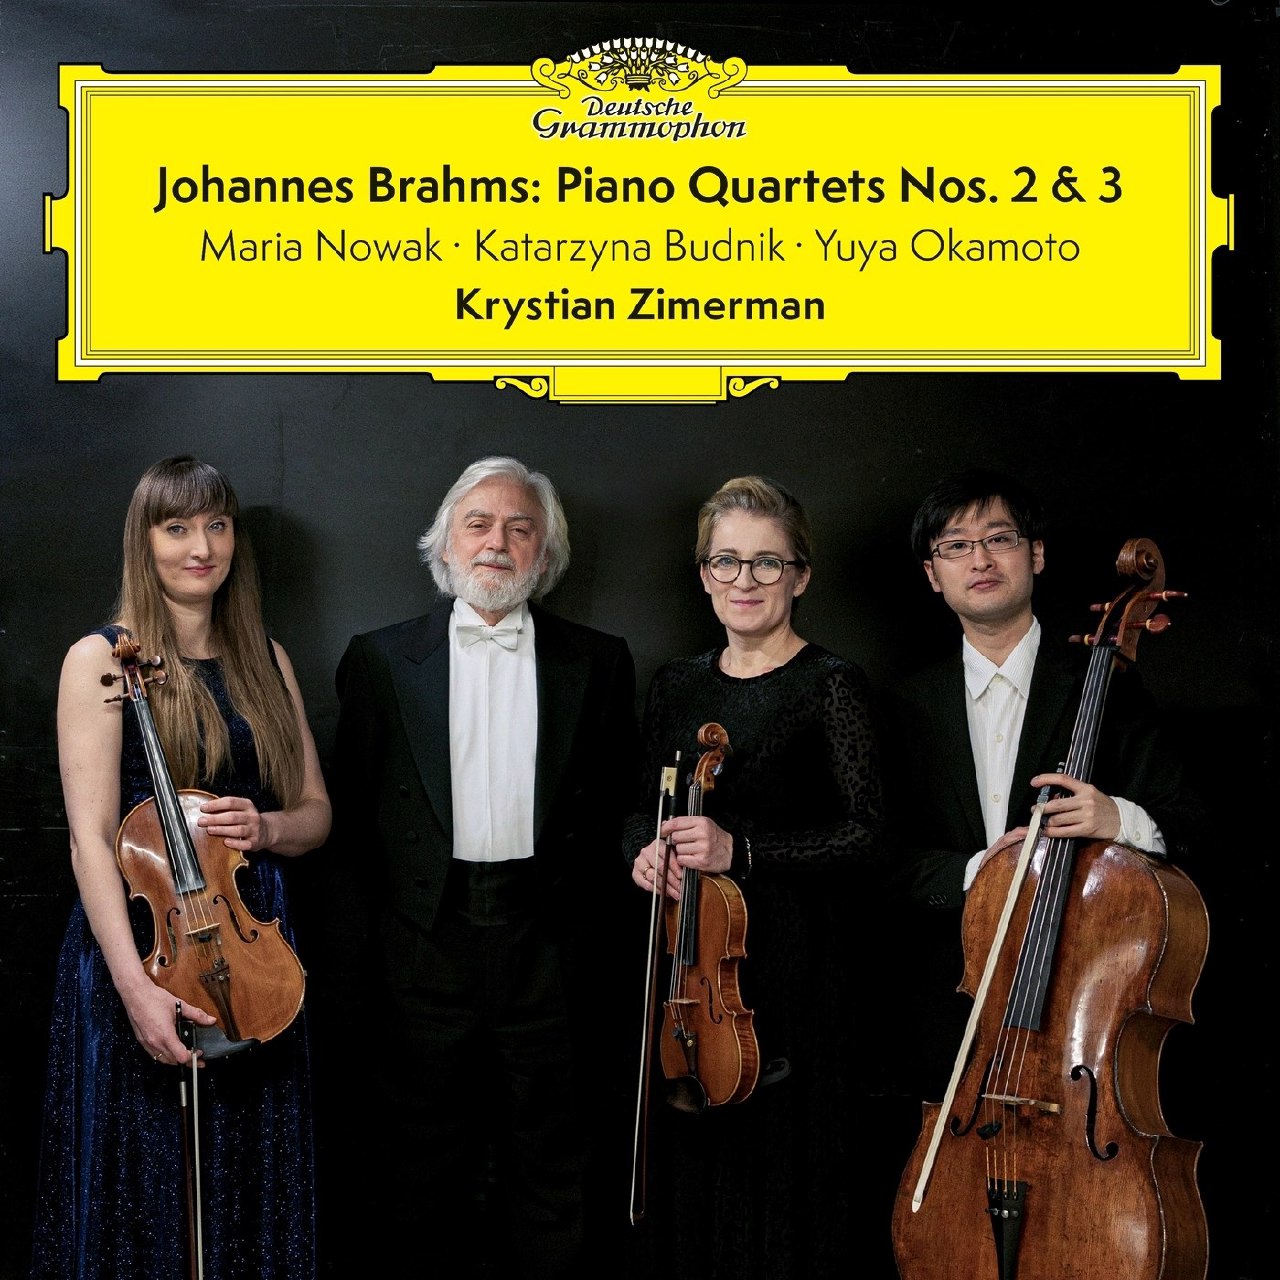 Deutsche
Grammophon
Johannes Brahms: Piano Quartets Nos. 2 & 3
Maria Nowak · Katarzyna Budnik · Yuya Okamoto
Krystian Zimerman